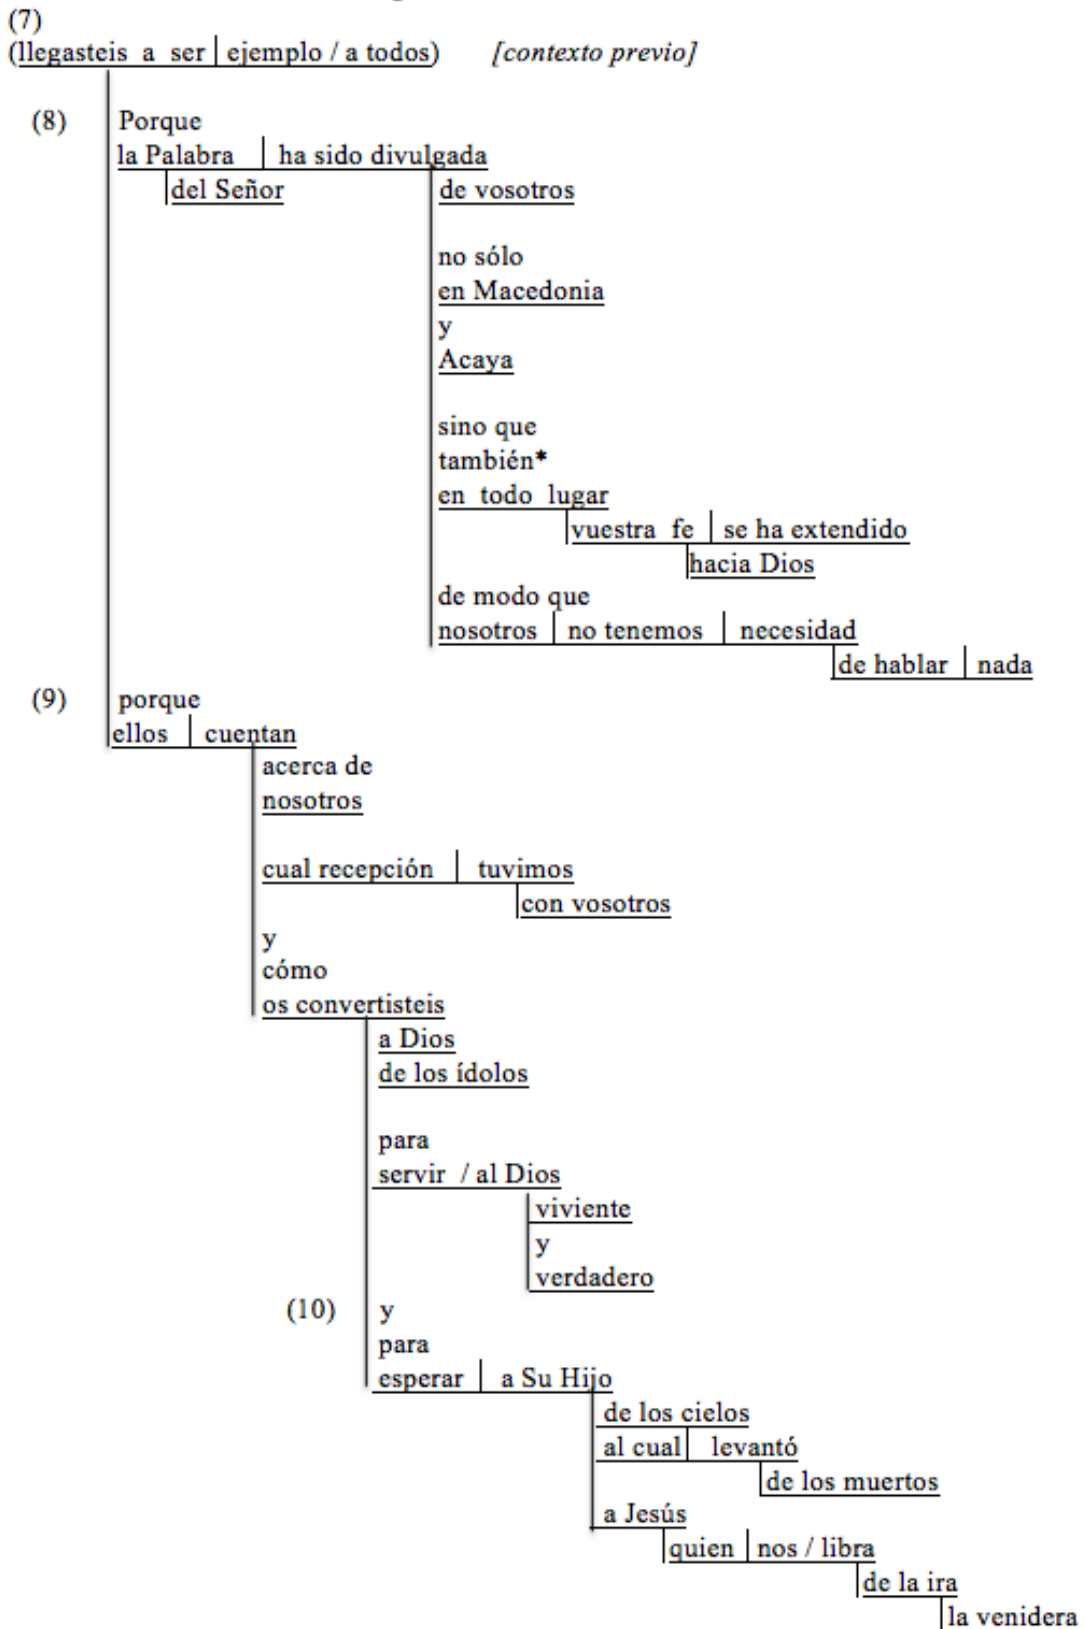 (7)
(llegasteis a ser | ejemplo / a todos) [contexto previo]
(8) Porque
la Palabra | ha sido divulgada
del Señor de vosotros
no sólo
en Macedonia
y
Acaya
sino que
también*
en todo lugar
vuestra fe | se ha extendido
hacia Dios
de modo que
nosotros | no tenemos | necesidad
de hablar | nada
(9) porque
ellos | cuentan
acerca de
nosotros
cual recepción | tuvimos
con vosotros
y
cómo
os convertisteis
a Dios
de los ídolos
para
servir / al Dios
viviente
y
verdadero
(10) y
para
esperar | a Su Hijo
de los cielos
al cual | levantó
de los muertos
a Jesús
quien | nos / libra
de la ira
la venidera